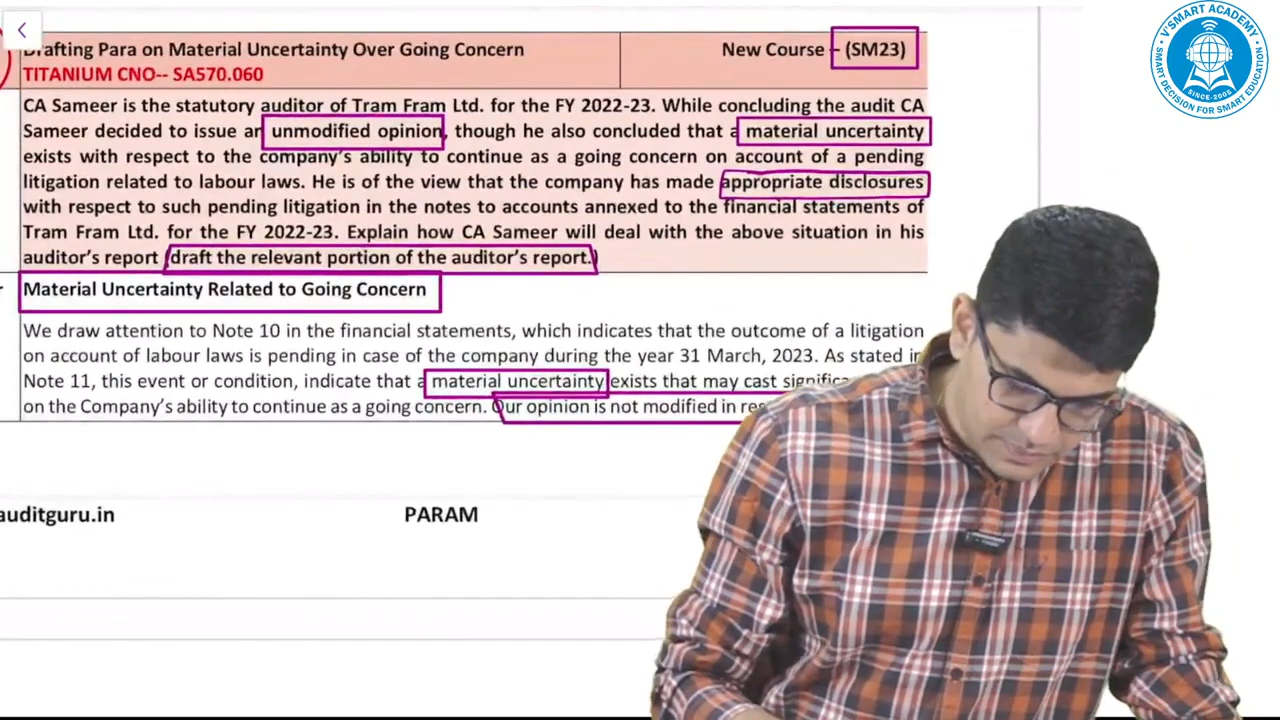 Drafting Para on Material Uncertainty Over Going Concern
New Course – (SM23)
TITANIUM CNO-- SA570.060
CA Sameer is the statutory auditor of Tram Fram Ltd. for the FY 2022-23. While concluding the audit CA
Sameer decided to issue an unmodified opinion, though he also concluded that a material uncertainty
exists with respect to the company's ability to continue as a going concern on account of a pending
litigation related to labour laws. He is of the view that the company has made appropriate disclosures
with respect to such pending litigation in the notes to accounts annexed to the financial statements of
Tram Fram Ltd. for the FY 2022-23. Explain how CA Sameer will deal with the above situation in his
auditor's report (draft the relevant portion of the auditor's report.)
Material Uncertainty Related to Going Concern
We draw attention to Note 10 in the financial statements, which indicates that the outcome of a litigation
on account of labour laws is pending in case of the company during the year 31 March, 2023. As stated in
Note 11, this event or condition, indicate that a material uncertainty exists that may cast
on the Company's ability to continue as a going concern. Our opinion is not modified in
auditguru.in
PARAM
V'SMART ACADEMY
SINCE-2005
SMART DECISION FOR SMART EDUCATION